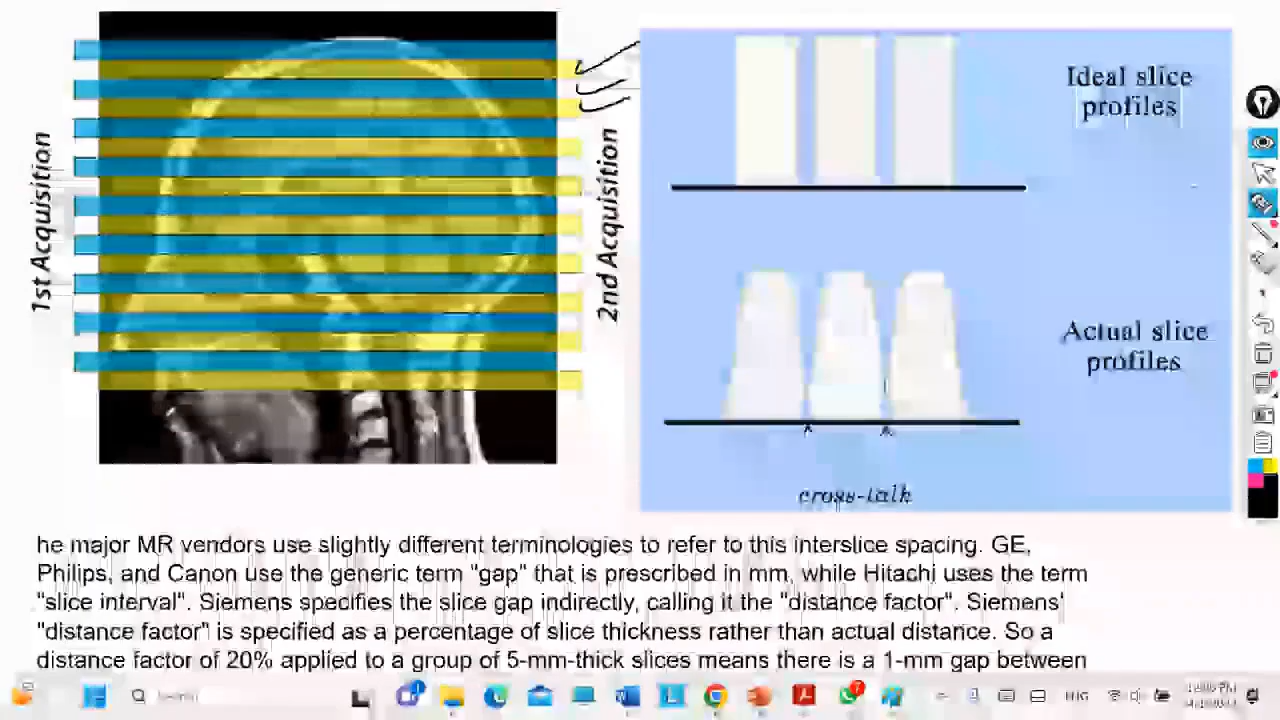 1st Acquisition
2nd Acquisition
Ideal slice
profiles
Actual slice
profiles
cross-talk
he major MR vendors use slightly different terminologies to refer to this interslice spacing. GE,
Philips, and Canon use the generic term "gap" that is prescribed in mm, while Hitachi uses the term
"slice interval". Siemens specifies the slice gap indirectly, calling it the "distance factor". Siemens'
"distance factor" is specified as a percentage of slice thickness rather than actual distance. So a
distance factor of 20% applied to a group of 5-mm-thick slices means there is a 1-mm gap between
ENG